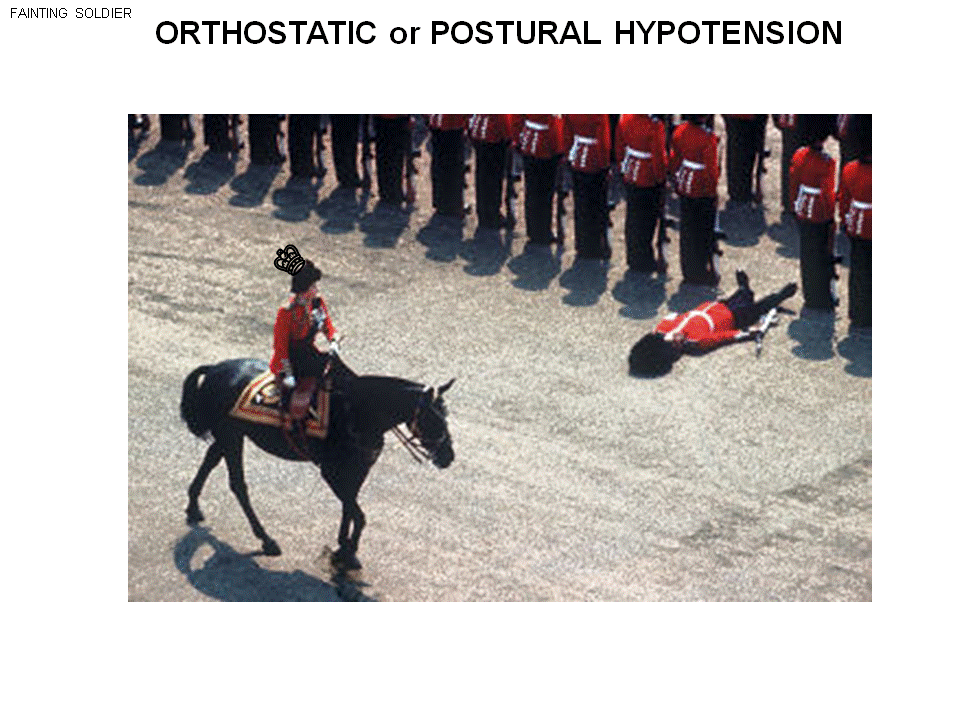 FAINTING SOLDIER
ORTHOSTATIC or POSTURAL HYPOTENSION